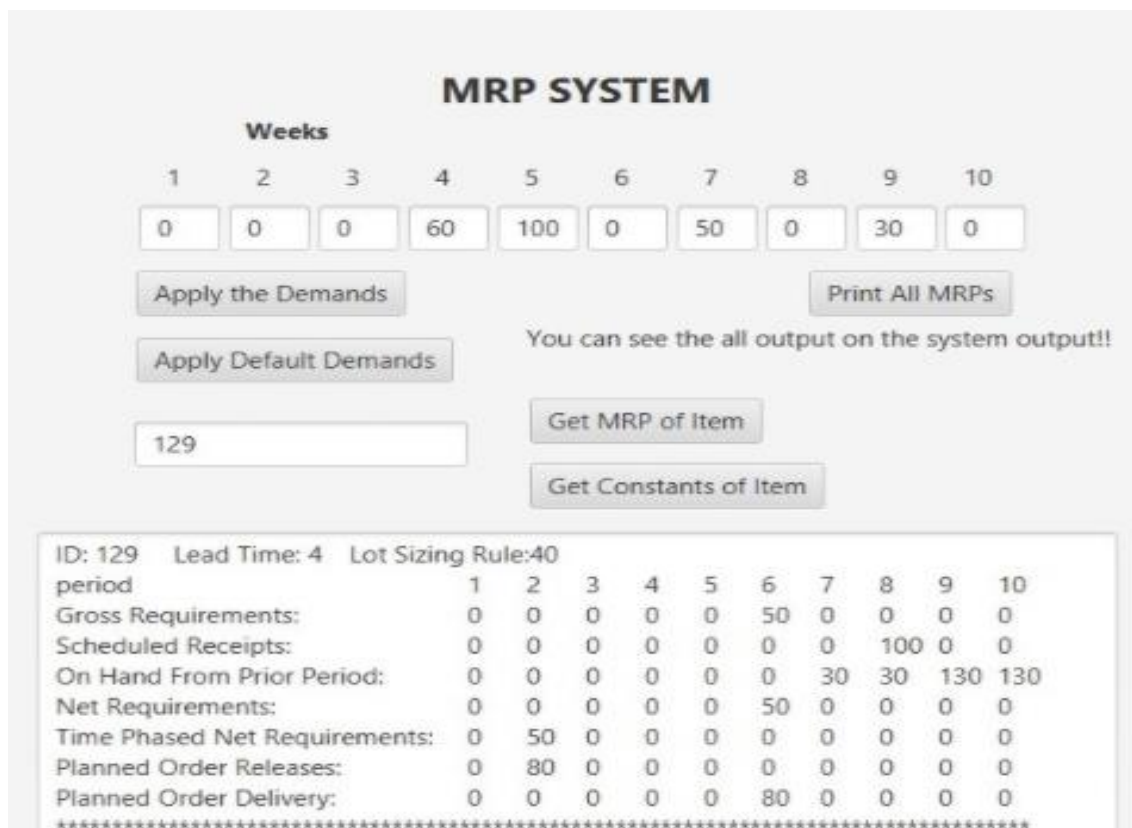 MRP SYSTEM
Weeks
1 2 3 4 5 6 7 8 9 10
0 0 0 60 100 0 50 0 30 0
Apply the Demands
Print All MRPs
You can see the all output on the system output!!
Apply Default Demands
Get MRP of Item
129
Get Constants of Item
ID: 129 Lead Time: 4 Lot Sizing Rule:40
period 1 2 3 4 5 6 7 8 9 10
Gross Requirements: 0 0 0 0 0 50 0 0 0 0
Scheduled Receipts: 0 0 0 0 0 0 0 100 0 0
On Hand From Prior Period: 0 0 0 0 0 0 30 30 130 130
Net Requirements: 0 0 0 0 0 50 0 0 0 0
Time Phased Net Requirements: 0 50 0 0 0 0 0 0 0 0
Planned Order Releases: 0 80 0 0 0 0 0 0 0 0
Planned Order Delivery: 0 0 0 0 0 80 0 0 0 0